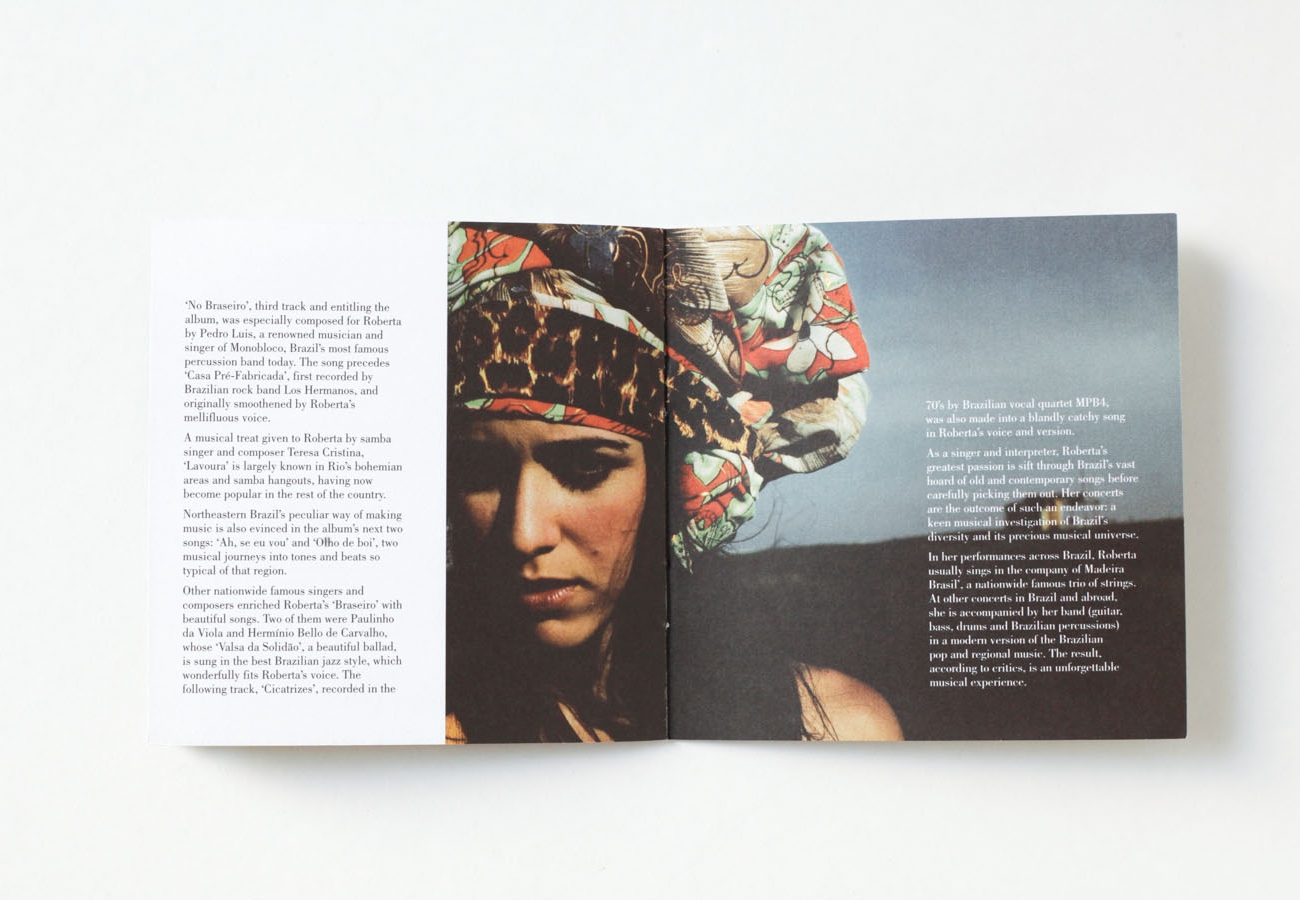 ‘No Braseiro’, third track and entitling the
album, was especially composed for Roberta
by Pedro Luis, a renowned musician and
singer of Monobloco, Brazil’s most famous
percussion band today. The song precedes
‘Casa Pré-Fabricada’, first recorded by
Brazilian rock band Los Hermanos, and
originally smoothened by Roberta’s
mellifluous voice.
A musical treat given to Roberta by samba
singer and composer Teresa Cristina,
‘Lavoura’ is largely known in Rio’s bohemian
areas and samba hangouts, having now
become popular in the rest of the country.
Northeastern Brazil’s peculiar way of making
music is also evinced in the album’s next two
songs: ‘Ah, se eu vou’ and ‘Olho de boi’, two
musical journeys into tones and beats so
typical of that region.
Other nationwide famous singers and
composers enriched Roberta’s ‘Braseiro’ with
beautiful songs. Two of them were Paulinho
da Viola and Hermínio Bello de Carvalho,
whose ‘Valsa da Solidão’, a beautiful ballad,
is sung in the best Brazilian jazz style, which
wonderfully fits Roberta’s voice. The
following track, ‘Cicatrizes’, recorded in the
70’s by Brazilian vocal quartet MPB4,
was also made into a blandly catchy song
in Roberta’s voice and version.
As a singer and interpreter, Roberta’s
greatest passion is sift through Brazil’s vast
hoard of old and contemporary songs before
carefully picking them out. Her concerts
are the outcome of such an endeavor: a
keen musical investigation of Brazil’s
diversity and its precious musical universe.
In her performances across Brazil, Roberta
usually sings in the company of Madeira
Brasil’, a nationwide famous trio of strings.
At other concerts in Brazil and abroad,
she is accompanied by her band (guitar,
bass, drums and Brazilian percussions)
in a modern version of the Brazilian
pop and regional music. The result,
according to critics, is an unforgettable
musical experience.